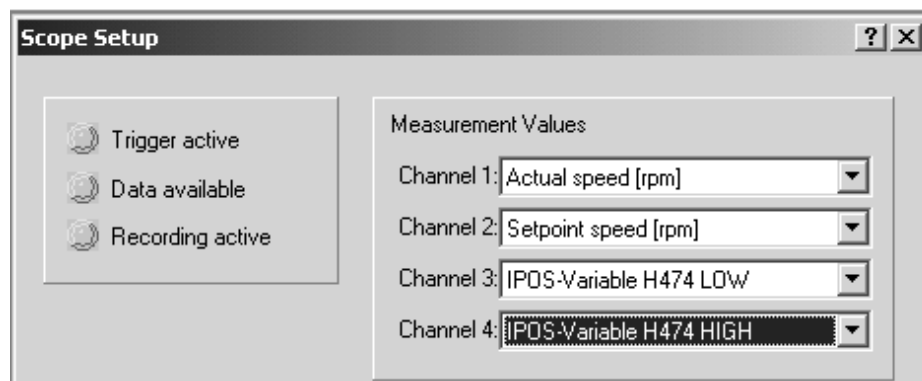 Scope Setup
Trigger active
Data available
Recording active
Measurement Values
Channel 1: Actual speed [rpm]
Channel 2: Setpoint speed [rpm]
Channel 3: IPOS-Variable H474 LOW
Channel 4: IPOS-Variable H474 HIGH